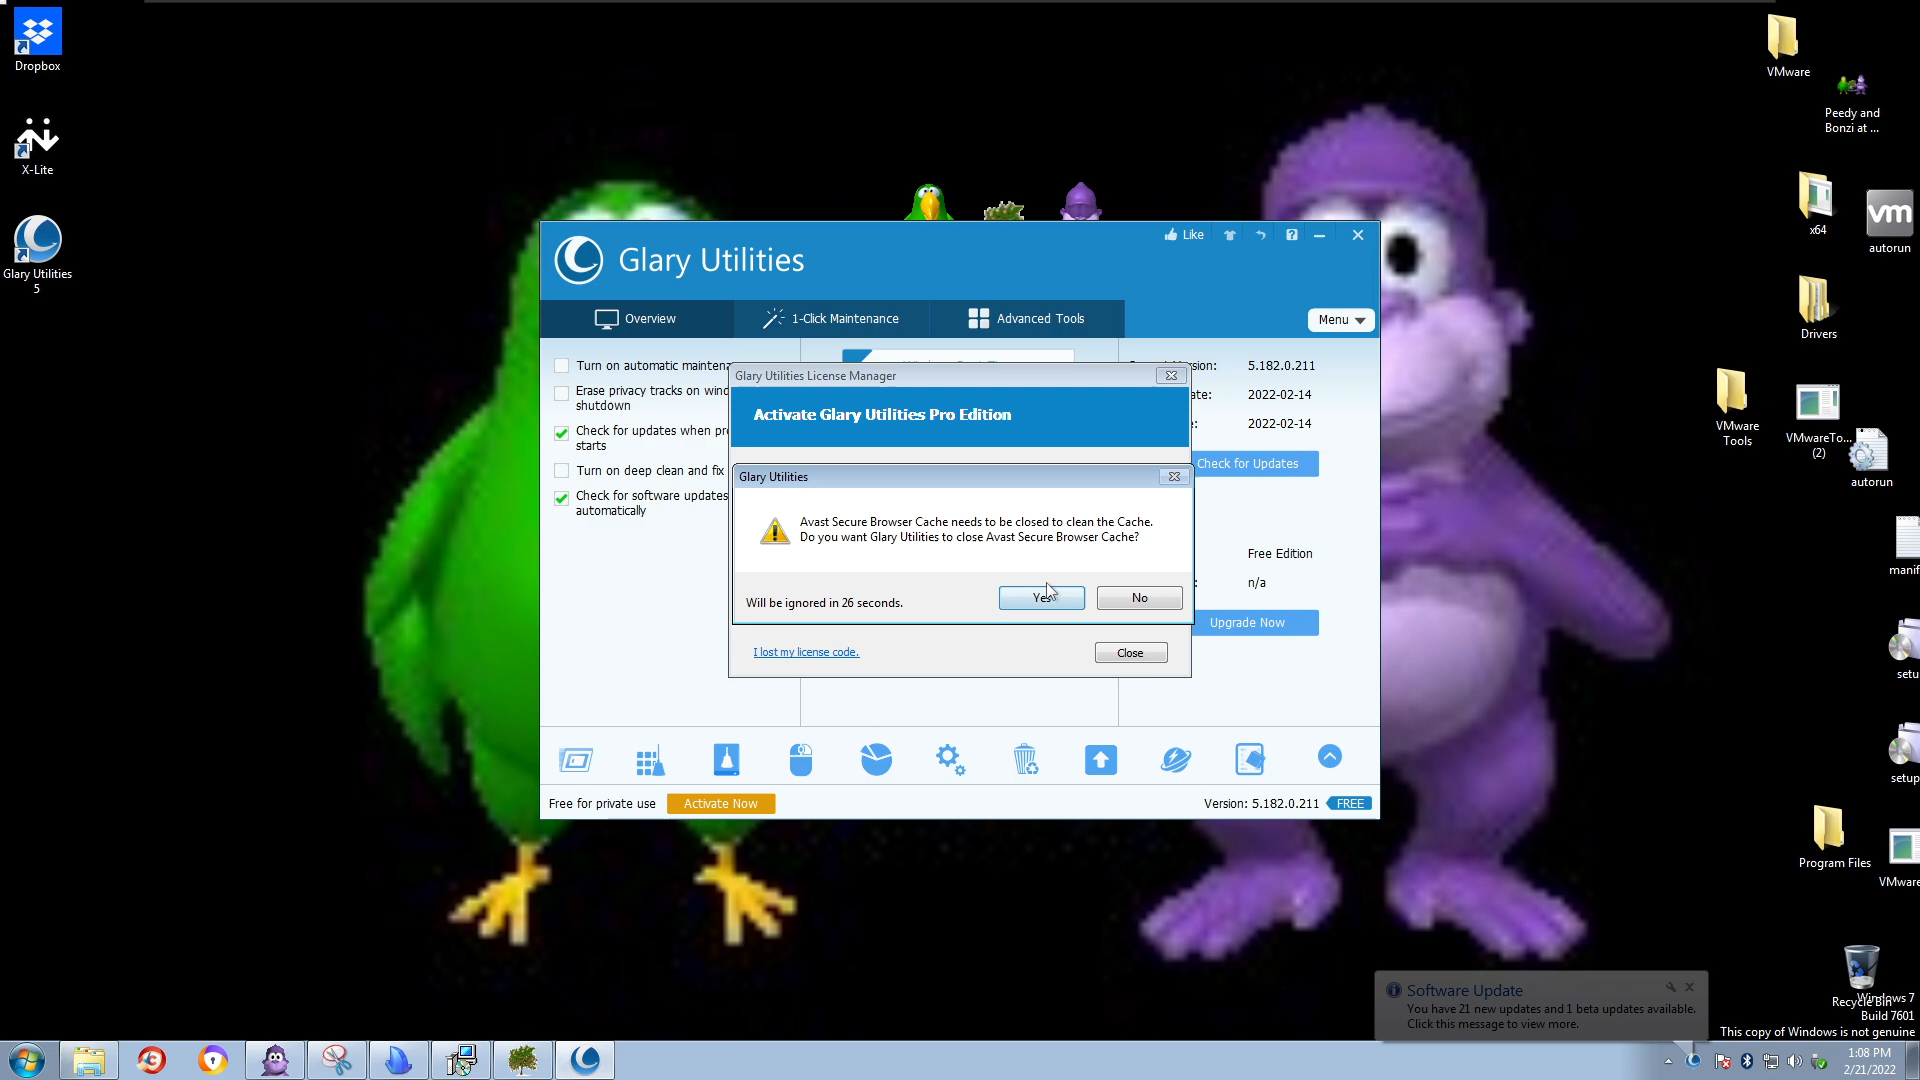 Dropbox
X-Lite
Glary Utilities
5
VMware
Peedy and
Bonzi at ...
x64
autorun
Drivers
VMware
Tools
VMwareTo...
(2)
autorun
manif
setu
setup
Program Files
VMware
Recycle Bin
Like
Glary Utilities
Overview
1-Click Maintenance
Advanced Tools
Menu
Turn on automatic maintena
Erase privacy tracks on wind
shutdown
Check for updates when pr
starts
Turn on deep clean and fix
Check for software updates
automatically
sion: 5.182.0.211
ate: 2022-02-14
: 2022-02-14
Check for Updates
Free Edition
: n/a
Upgrade Now
Glary Utilities License Manager
Activate Glary Utilities Pro Edition
Glary Utilities
Avast Secure Browser Cache needs to be closed to clean the Cache.
Do you want Glary Utilities to close Avast Secure Browser Cache?
Will be ignored in 26 seconds.
Yes
No
I lost my license code.
Close
Free for private use
Activate Now
Version: 5.182.0.211
FREE
Software Update
You have 21 new updates and 1 beta updates available.
Click this message to view more.
Windows 7
Build 7601
This copy of Windows is not genuine
1:08 PM
2/21/2022